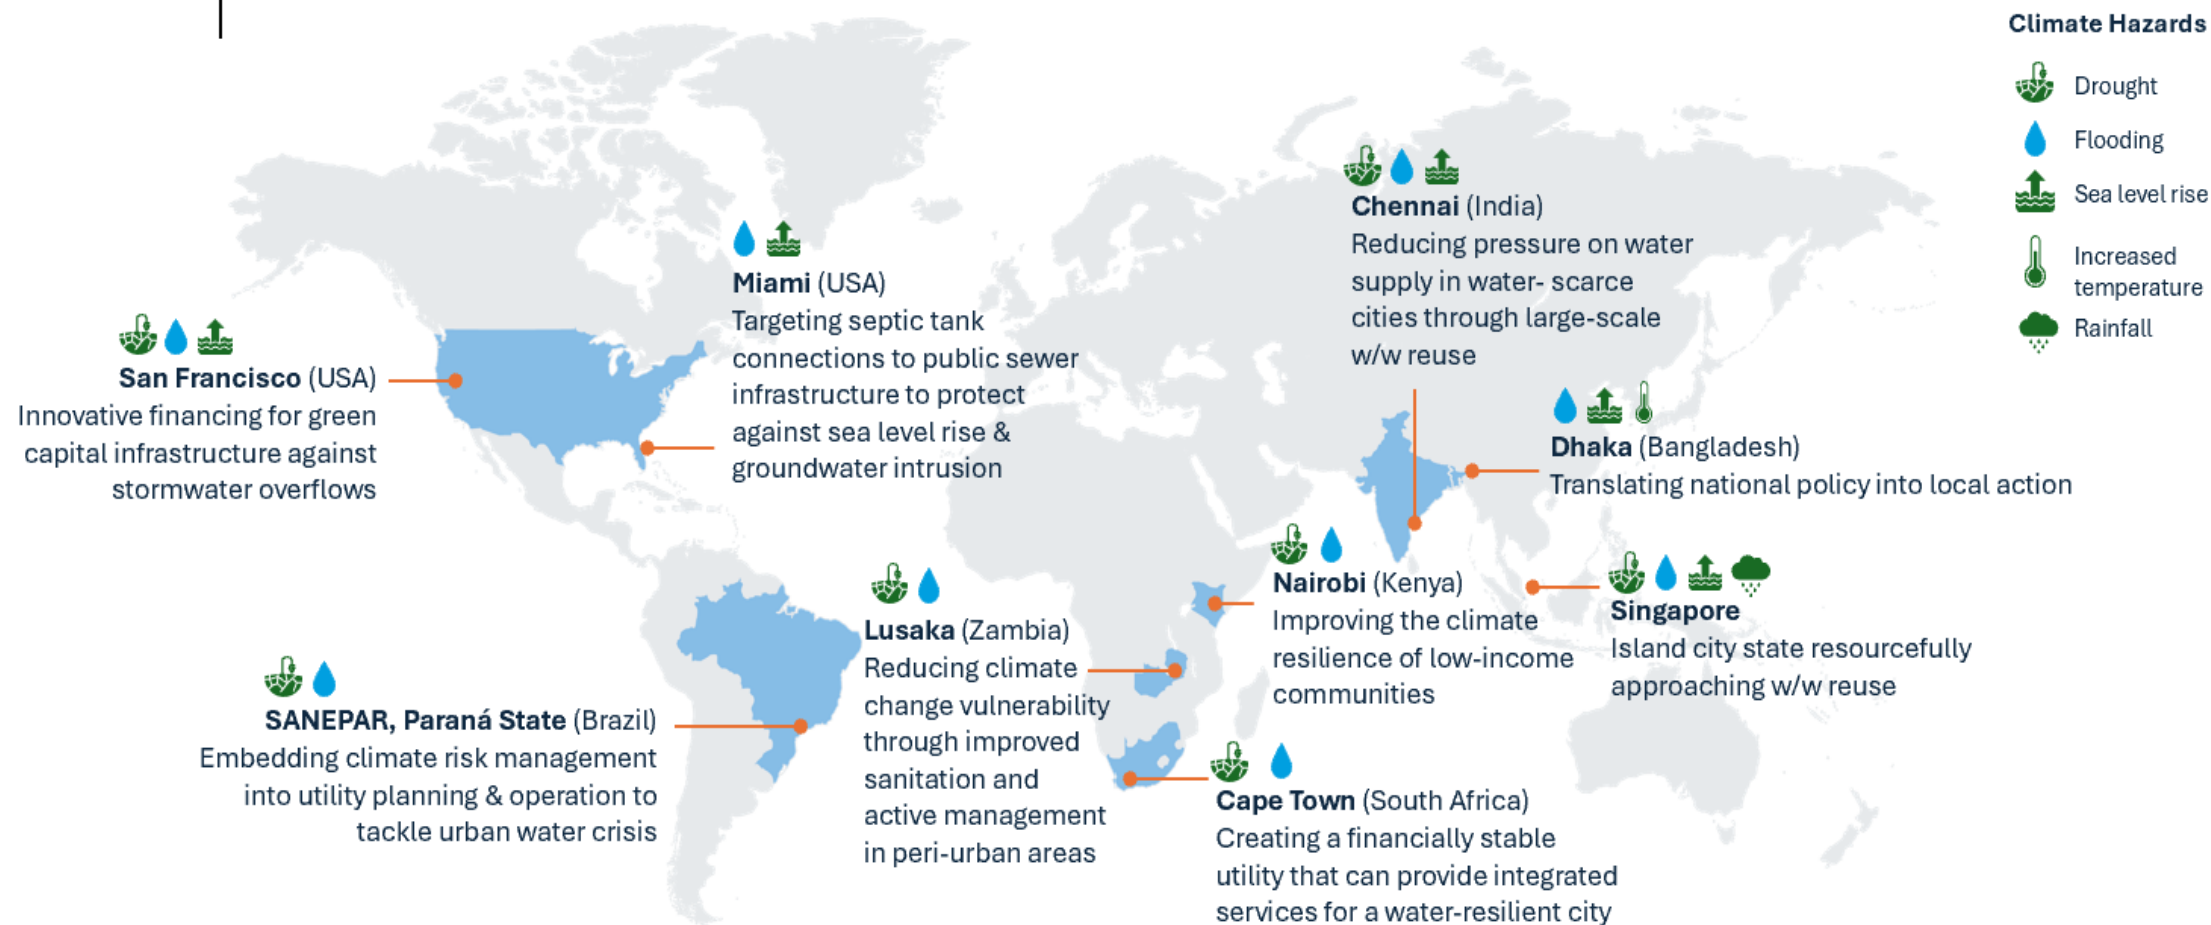 Climate Hazards
Drought
Flooding
Sea level rise
Increased
temperature
Rainfall
Chennai (India)
Reducing pressure on water
supply in water- scarce
cities through large-scale
w/w reuse
Miami (USA)
Targeting septic tank
connections to public sewer
infrastructure to protect
against sea level rise &
groundwater intrusion
San Francisco (USA)
Innovative financing for green
capital infrastructure against
stormwater overflows
Dhaka (Bangladesh)
Translating national policy into local action
Nairobi (Kenya)
Improving the climate
resilience of low-income
communities
Singapore
Island city state resourcefully
approaching w/w reuse
Lusaka (Zambia)
Reducing climate
change vulnerability
through improved
sanitation and
active management
in peri-urban areas
SANEPAR, Paraná State (Brazil)
Embedding climate risk management
into utility planning & operation to
tackle urban water crisis
Cape Town (South Africa)
Creating a financially stable
utility that can provide integrated
services for a water-resilient city